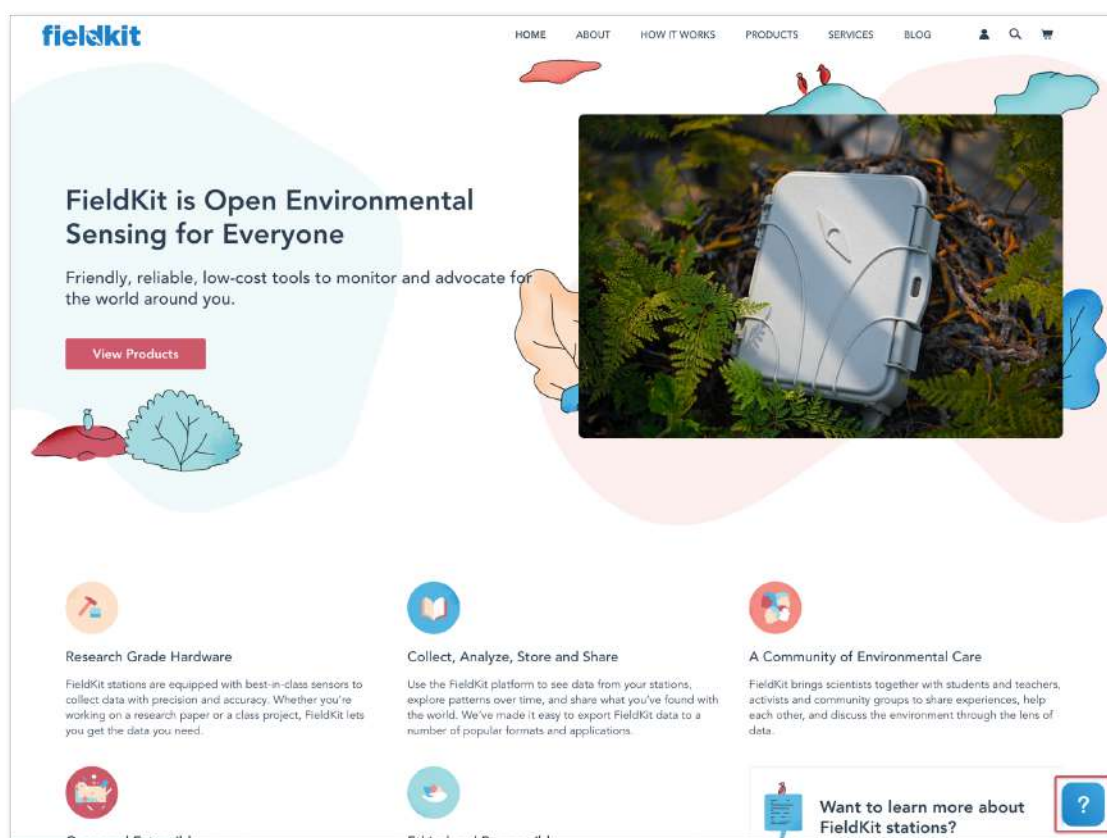 fieldkit
HOME ABOUT HOW IT WORKS PRODUCTS SERVICES BLOG
FieldKit is Open Environmental
Sensing for Everyone
Friendly, reliable, low-cost tools to monitor and advocate for
the world around you.
View Products
Research Grade Hardware
FieldKit stations are equipped with best-in-class sensors to
collect data with precision and accuracy. Whether you're
working on a research paper or a class project, FieldKit lets
you get the data you need.
Collect, Analyze, Store and Share
Use the FieldKit platform to see data from your stations,
explore patterns over time, and share what you've found with
the world. We've made it easy to export FieldKit data to a
number of popular formats and applications.
A Community of Environmental Care
FieldKit brings scientists together with students and teachers,
activists and community groups to share experiences, help
each other, and discuss the environment through the lens of
data.
Want to learn more about
FieldKit stations?
?